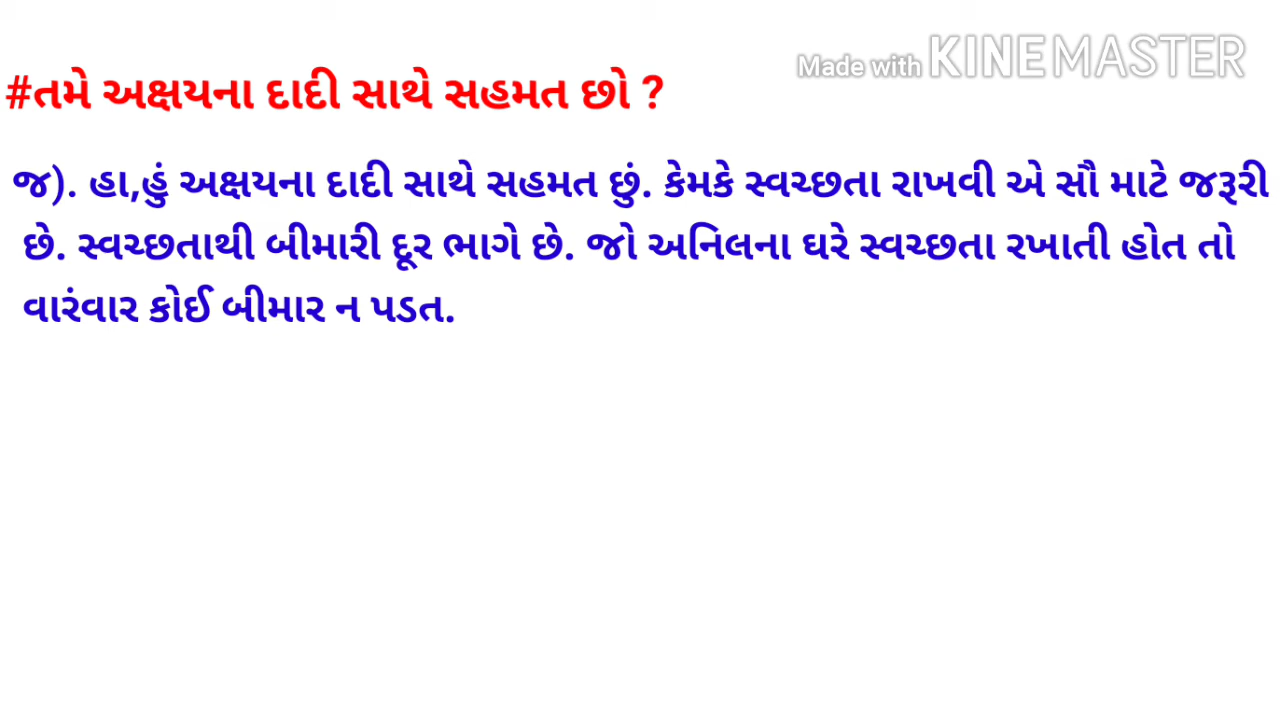 Made with KINEMASTER
#તમે અક્ષયના દાદી સાથે સહમત છો ?
જ). હા,હું અક્ષયના દાદી સાથે સહમત છું. કેમકે સ્વચ્છતા રાખવી એ સૌ માટે જરૂરી
છે. સ્વચ્છતાથી બીમારી દૂર ભાગે છે. જો અનિલના ઘરે સ્વચ્છતા રખાતી હોત તો
વારંવાર કોઈ બીમાર ન પડત.